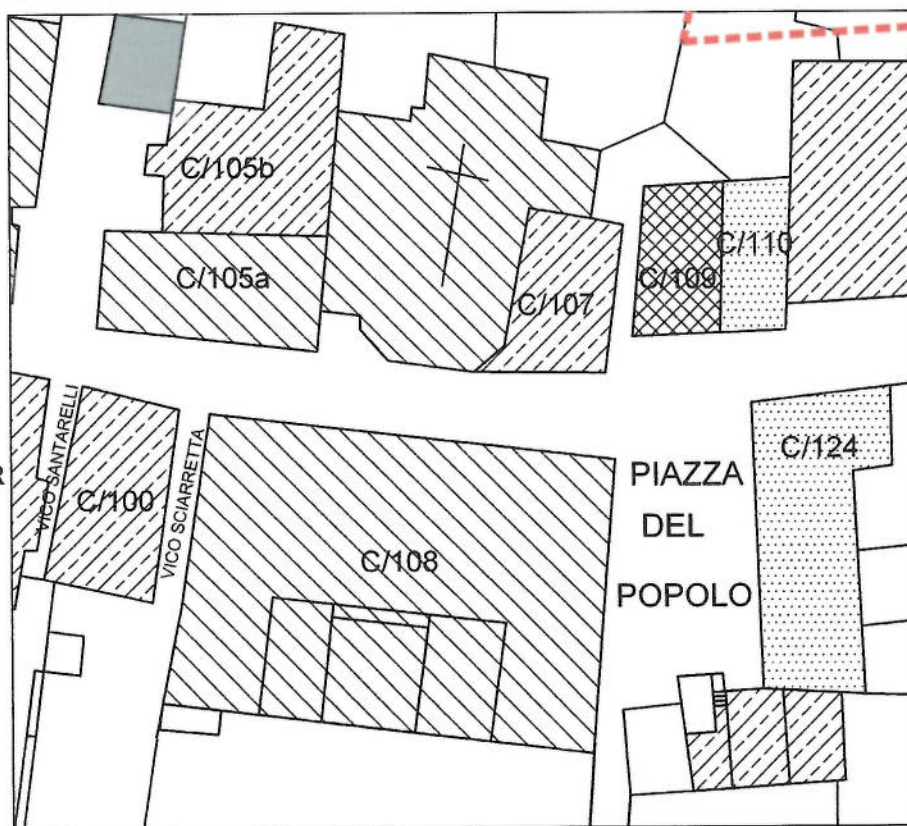 C/105b
C/105a
C/107
C/109
C/110
VICO SANTARELLI
C/100
VICO SCIARRETTA
C/108
C/124
PIAZZA
DEL
POPOLO